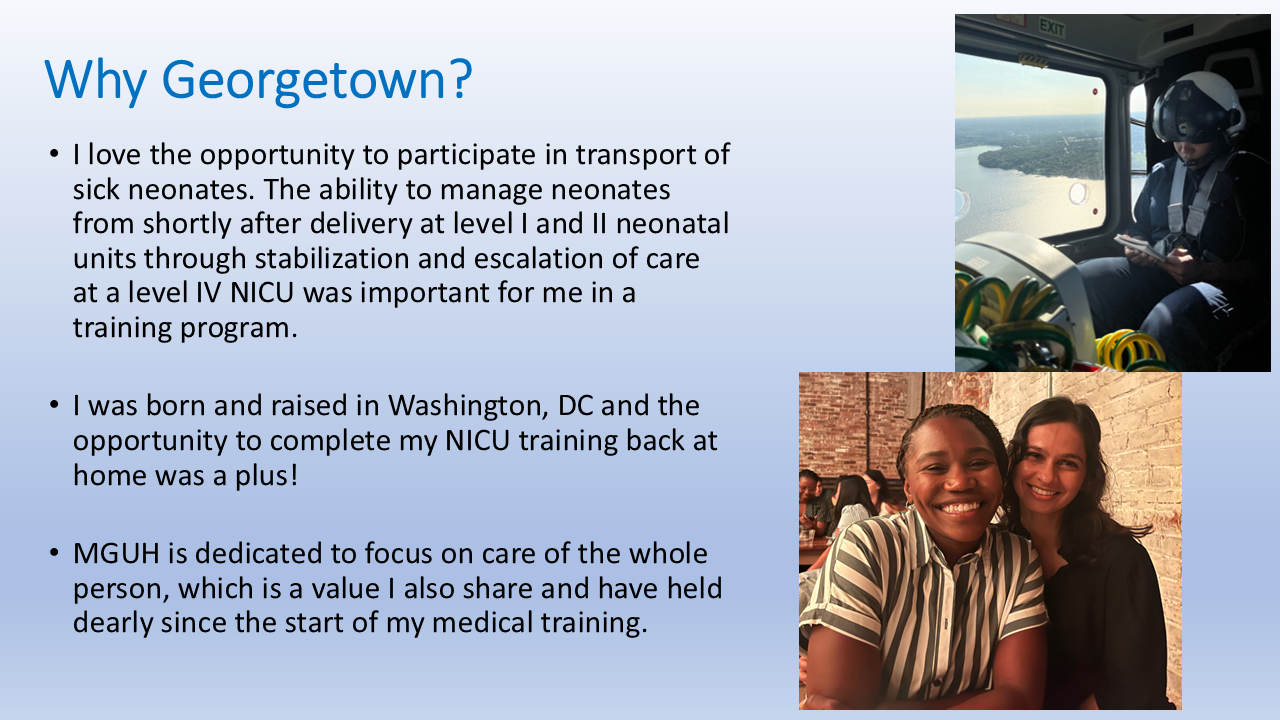 Why Georgetown?
• I love the opportunity to participate in transport of
sick neonates. The ability to manage neonates
from shortly after delivery at level I and II neonatal
units through stabilization and escalation of care
at a level IV NICU was important for me in a
training program.
• I was born and raised in Washington, DC and the
opportunity to complete my NICU training back at
home was a plus!
• MGUH is dedicated to focus on care of the whole
person, which is a value I also share and have held
dearly since the start of my medical training.
EXIT